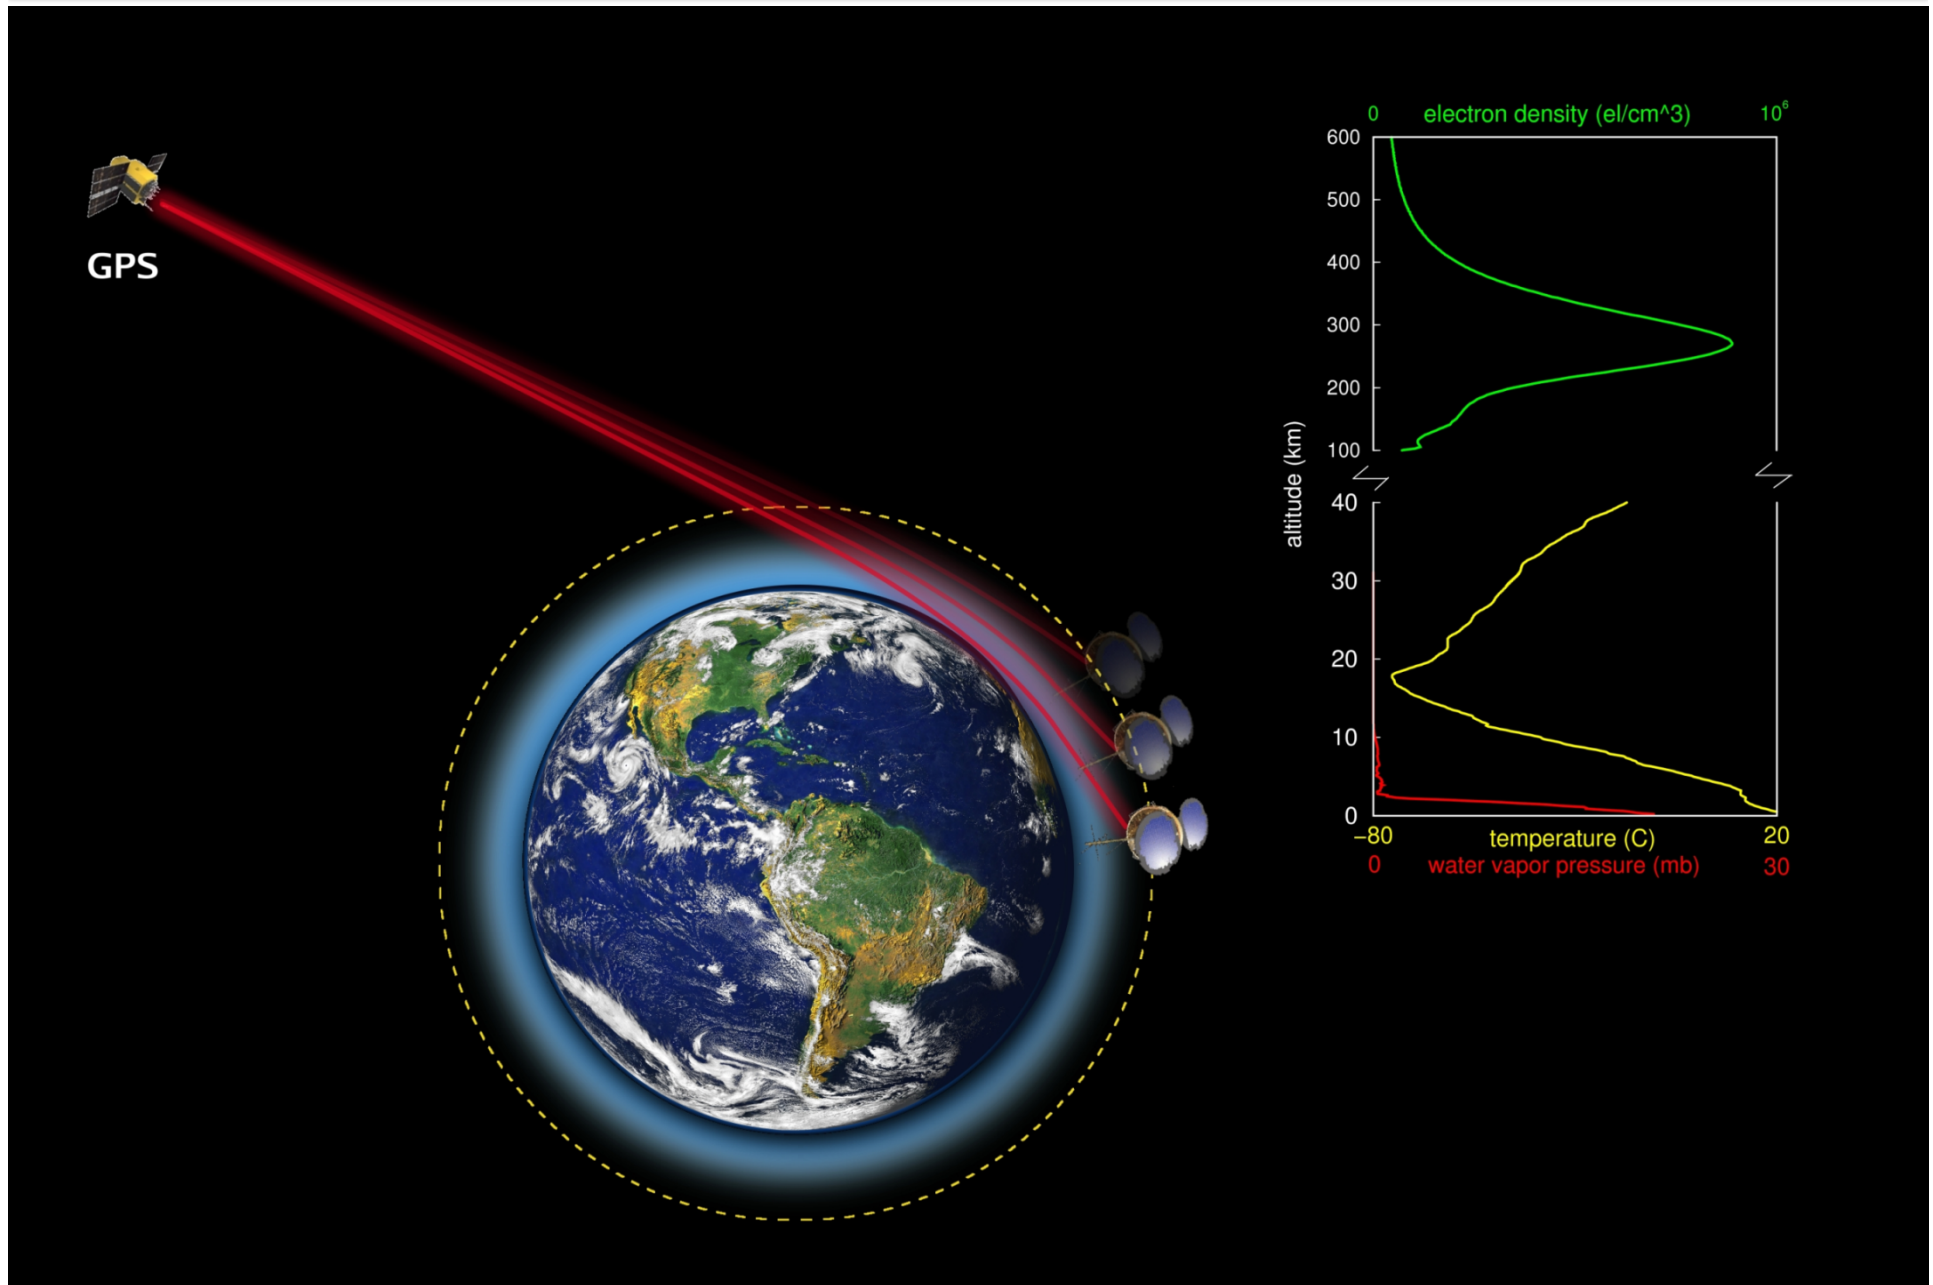 GPS
0 electron density (el/cm^3) 10^6
600
500
400
300
200
100
altitude (km)
40
30
20
10
0
−80 temperature (C) 20
0 water vapor pressure (mb) 30